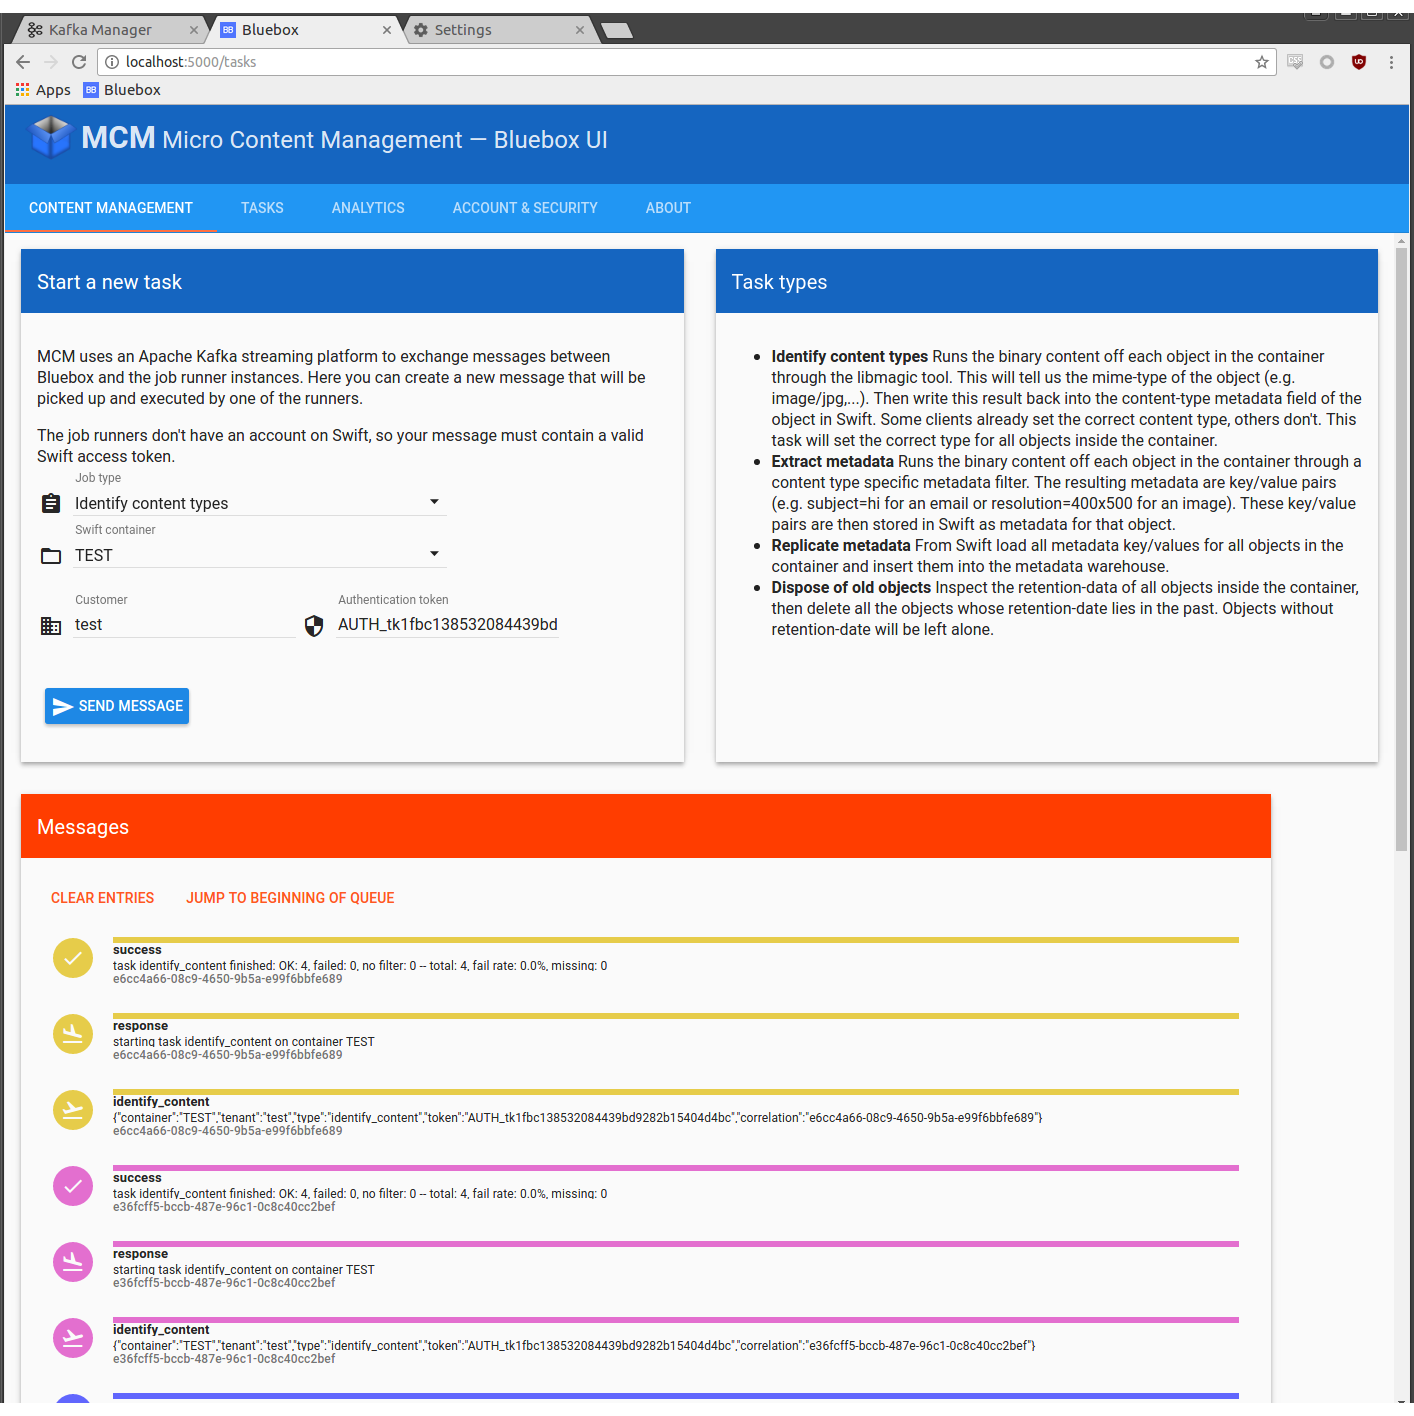 Kafka Manager
Bluebox
Settings
localhost:5000/tasks
Apps
BB Bluebox
MCM Micro Content Management — Bluebox UI
CONTENT MANAGEMENT TASKS ANALYTICS ACCOUNT & SECURITY ABOUT
Start a new task
MCM uses an Apache Kafka streaming platform to exchange messages between
Bluebox and the job runner instances. Here you can create a new message that will be
picked up and executed by one of the runners.
The job runners don't have an account on Swift, so your message must contain a valid
Swift access token.
Job type
Identify content types
Swift container
TEST
Customer
test
Authentication token
AUTH_tk1fbc138532084439bd
SEND MESSAGE
Task types
• Identify content types Runs the binary content off each object in the container
through the libmagic tool. This will tell us the mime-type of the object (e.g.
image/jpg,...). Then write this result back into the content-type metadata field of the
object in Swift. Some clients already set the correct content type, others don't. This
task will set the correct type for all objects inside the container.
• Extract metadata Runs the binary content off each object in the container through a
content type specific metadata filter. The resulting metadata are key/value pairs
(e.g. subject=hi for an email or resolution=400x500 for an image). These key/value
pairs are then stored in Swift as metadata for that object.
• Replicate metadata From Swift load all metadata key/values for all objects in the
container and insert them into the metadata warehouse.
• Dispose of old objects Inspect the retention-data of all objects inside the container,
then delete all the objects whose retention-date lies in the past. Objects without
retention-date will be left alone.
Messages
CLEAR ENTRIES JUMP TO BEGINNING OF QUEUE
success
task identify_content finished: OK: 4, failed: 0, no filter: 0 -- total: 4, fail rate: 0.0%, missing: 0
e6cc4a66-08c9-4650-9b5a-e99f6bbfe689
response
starting task identify_content on container TEST
e6cc4a66-08c9-4650-9b5a-e99f6bbfe689
identify_content
{"container":"TEST","tenant":"test","type":"identify_content","token":"AUTH_tk1fbc138532084439bd9282b15404d4bc","correlation":"e6cc4a66-08c9-4650-9b5a-e99f6bbfe689"}
e6cc4a66-08c9-4650-9b5a-e99f6bbfe689
success
task identify_content finished: OK: 4, failed: 0, no filter: 0 -- total: 4, fail rate: 0.0%, missing: 0
e36fcff5-bccb-487e-96c1-0c8c40cc2bef
response
starting task identify_content on container TEST
e36fcff5-bccb-487e-96c1-0c8c40cc2bef
identify_content
{"container":"TEST","tenant":"test","type":"identify_content","token":"AUTH_tk1fbc138532084439bd9282b15404d4bc","correlation":"e36fcff5-bccb-487e-96c1-0c8c40cc2bef"}
e36fcff5-bccb-487e-96c1-0c8c40cc2bef